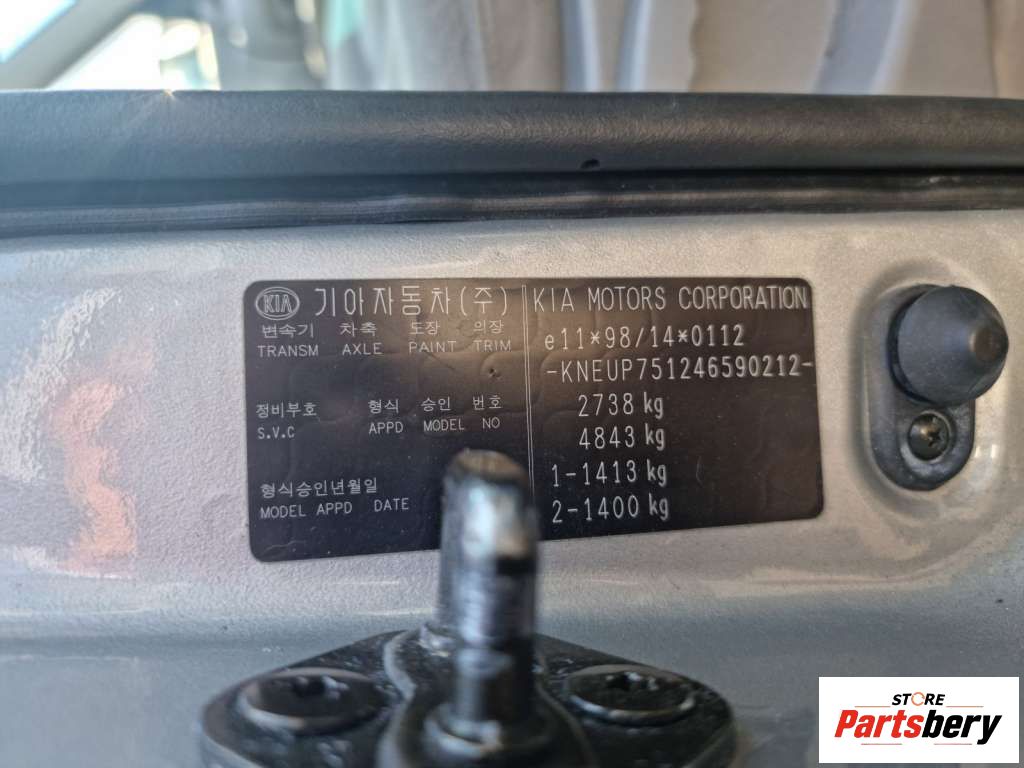 KIA 기아자동차(주)
변속기 차축 도장 의장
TRANSM AXLE PAINT TRIM
정비부호 형식 승인 번호
S.V.C APPD MODEL NO
형식승인년월일
MODEL APPD DATE
KIA MOTORS CORPORATION
e11*98/14*0112
-KNEUP751246590212-
2738 kg
4843 kg
1-1413 kg
2-1400 kg
STORE
Partsbery